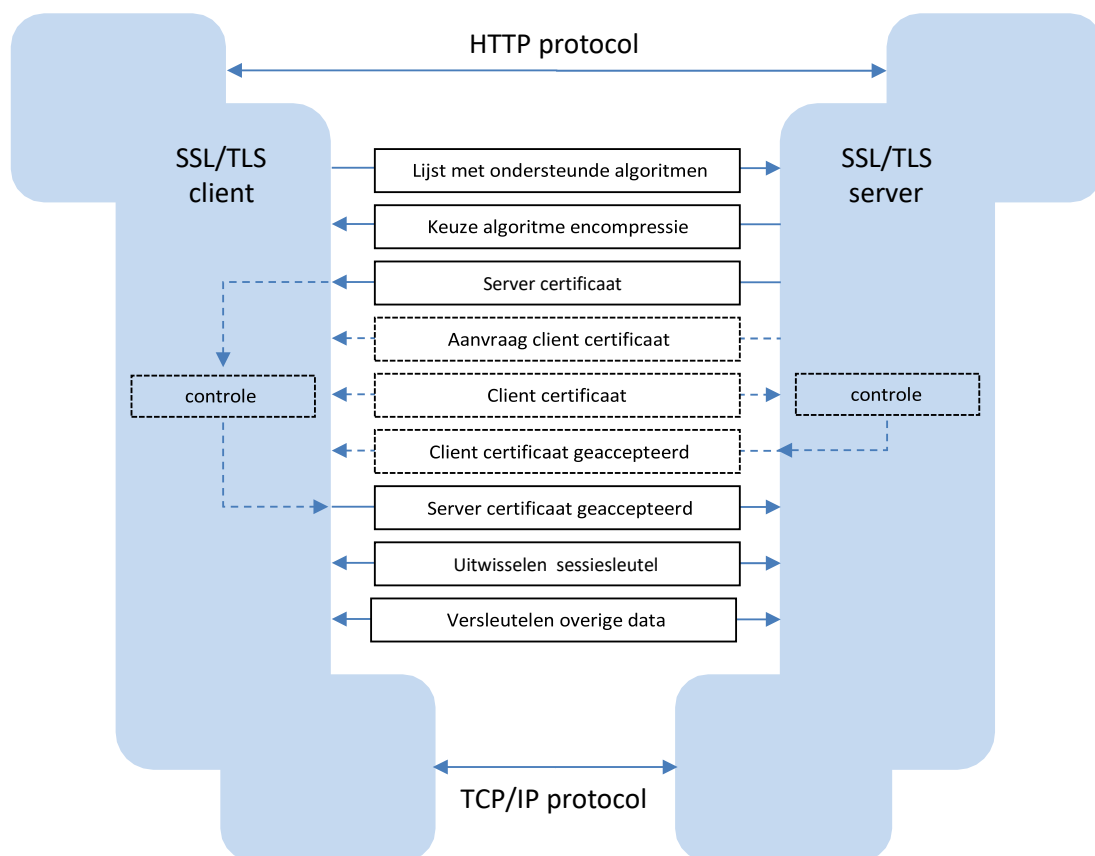 HTTP protocol
SSL/TLS
client
SSL/TLS
server
Lijst met ondersteunde algoritmen
Keuze algoritme encompressie
Server certificaat
Aanvraag client certificaat
controle
Client certificaat
controle
Client certificaat geaccepteerd
Server certificaat geaccepteerd
Uitwisselen sessiesleutel
Versleutelen overige data
TCP/IP protocol